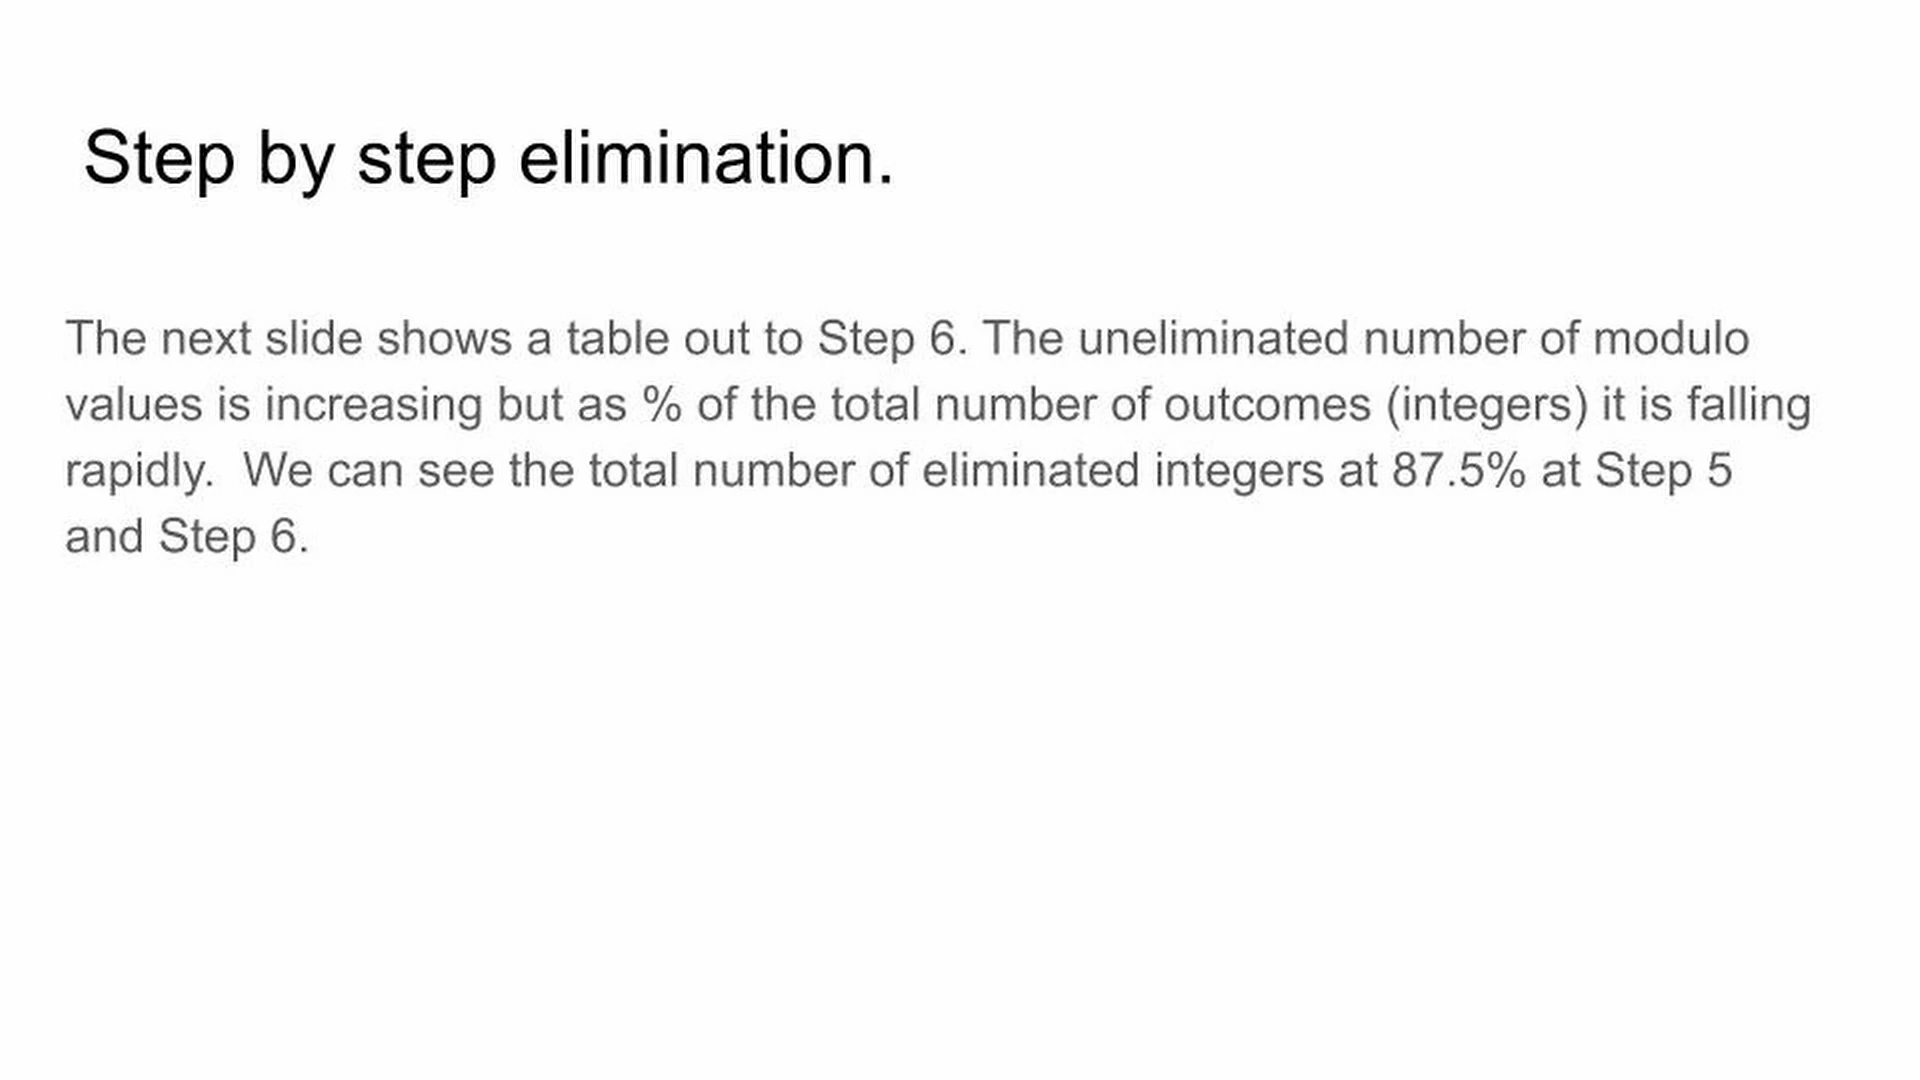 Step by step elimination.
The next slide shows a table out to Step 6. The uneliminated number of modulo
values is increasing but as % of the total number of outcomes (integers) it is falling
rapidly.  We can see the total number of eliminated integers at 87.5% at Step 5
and Step 6.